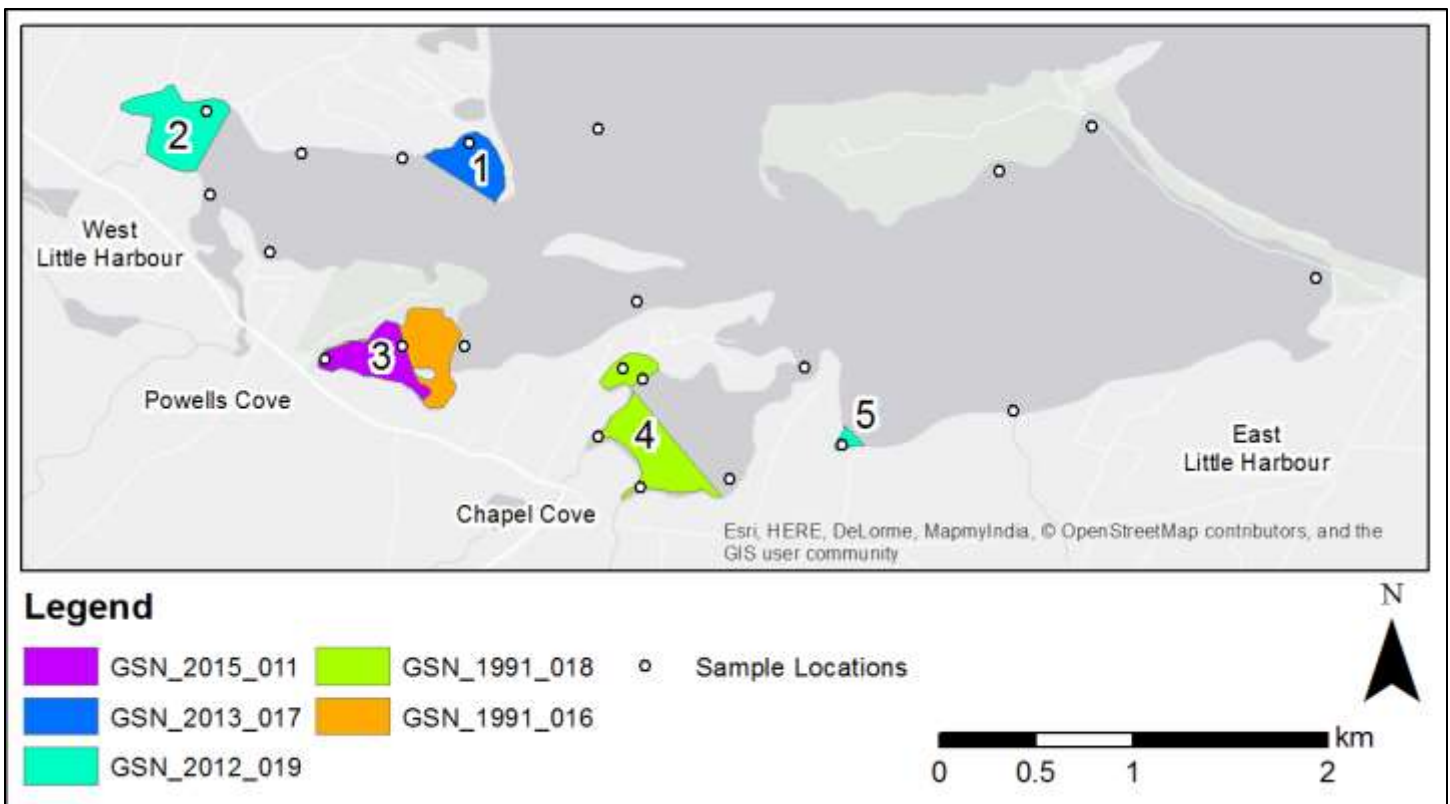 2
1
West
Little Harbour
3
Powells Cove
4
5
East
Little Harbour
Chapel Cove
Esri, HERE, DeLorme, MapmyIndia, © OpenStreetMap contributors, and the
GIS user community
Legend
N
GSN_2015_011
GSN_1991_018
Sample Locations
GSN_2013_017
GSN_1991_016
GSN_2012_019
km
0 0.5 1 2